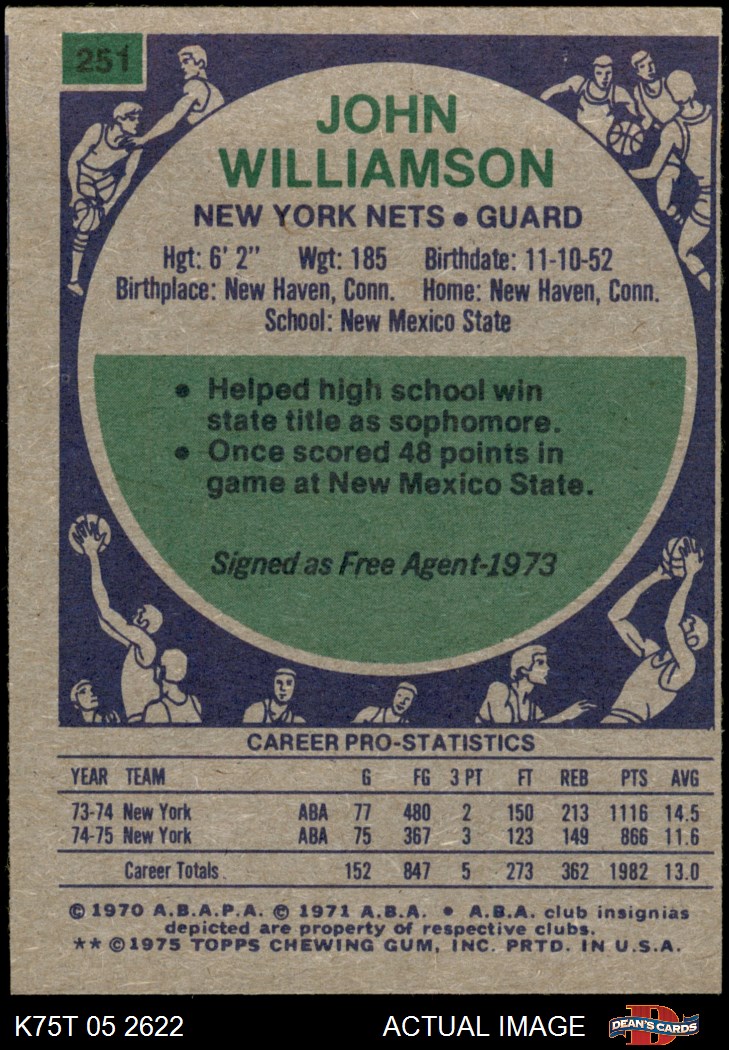 251
JOHN
WILLIAMSON
NEW YORK NETS • GUARD
Hgt: 6' 2" Wgt: 185 Birthdate: 11-10-52
Birthplace: New Haven, Conn. Home: New Haven, Conn.
School: New Mexico State
• Helped high school win
state title as sophomore.
• Once scored 48 points in
game at New Mexico State.
Signed as Free Agent-1973
CAREER PRO-STATISTICS
YEAR TEAM G FG 3 PT FT REB PTS AVG
73-74 New York ABA 77 480 2 150 213 1116 14.5
74-75 New York ABA 75 367 3 123 149 866 11.6
Career Totals 152 847 5 273 362 1982 13.0
© 1970 A.B.A.P.A. © 1971 A.B.A. • A.B.A. club insignias
depicted are property of respective clubs.
** ©1975 TOPPS CHEWING GUM, INC. PRTD. IN U.S.A.
K75T 05 2622 ACTUAL IMAGE D DEAN'S CARDS